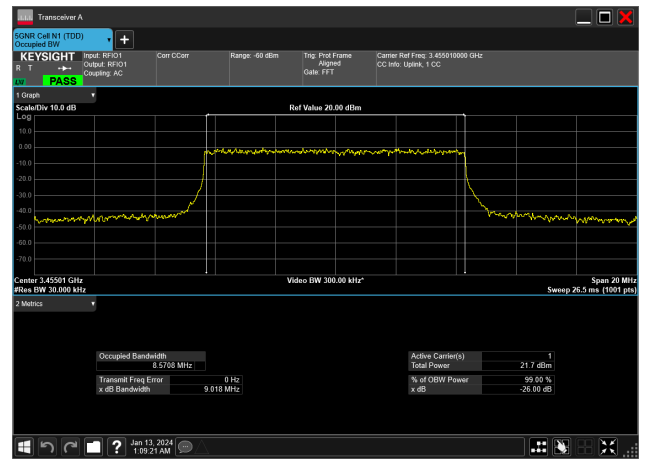 Transceiver A
5GNR Cell N1 (TDD)
Occupied BW
KEYSIGHT
R T
LW PASS
Input: RFIO1
Output: RFIO1
Coupling: AC
Corr CCorr
Range: -60 dBm
Trig: Prot Frame
Aligned
Gate: FFT
Carrier Ref Freq: 3.455010000 GHz
CC Info: Uplink, 1 CC
1 Graph
Scale/Div 10.0 dB
Ref Value 20.00 dBm
Log
10.0
0.00
-10.0
-20.0
-30.0
-40.0
-50.0
-60.0
-70.0
Center 3.45501 GHz
Video BW 300.00 kHz*
Span 20 MHz
#Res BW 30.000 kHz
Sweep 26.5 ms (1001 pts)
2 Metrics
Occupied Bandwidth
8.5708 MHz
Active Carrier(s) 1
Total Power 21.7 dBm
Transmit Freq Error 0 Hz
x dB Bandwidth 9.018 MHz
% of OBW Power 99.00 %
x dB -26.00 dB
Jan 13, 2024
1:09:21 AM